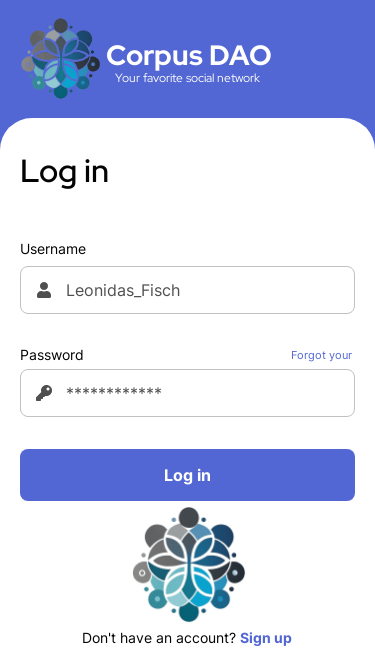 Corpus DAO
Your favorite social network
Log in
Username
Leonidas_Fisch
Password
Forgot your
************
Log in
Don't have an account? Sign up